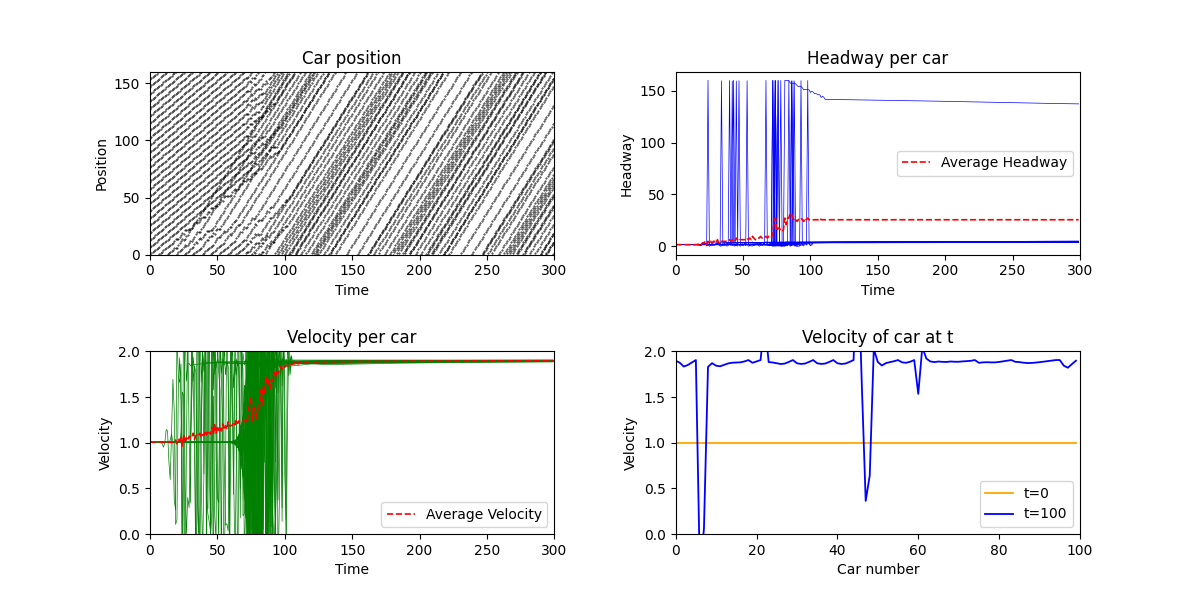 Car position
Position
150
100
50
0
0 50 100 150 200 250 300
Time
Headway per car
Headway
150
100
50
0
Average Headway
0 50 100 150 200 250 300
Time
Velocity per car
Velocity
2.0
1.5
1.0
0.5
0.0
Average Velocity
0 50 100 150 200 250 300
Time
Velocity of car at t
Velocity
2.0
1.5
1.0
0.5
0.0
t=0
t=100
0 20 40 60 80 100
Car number